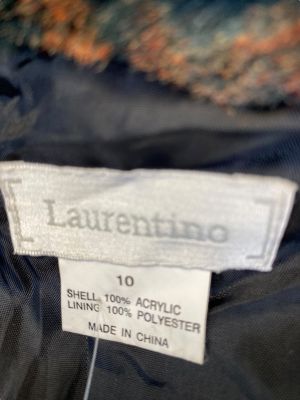 Laurentino
10
SHELL 100% ACRYLIC
LINING 100% POLYESTER
MADE IN CHINA